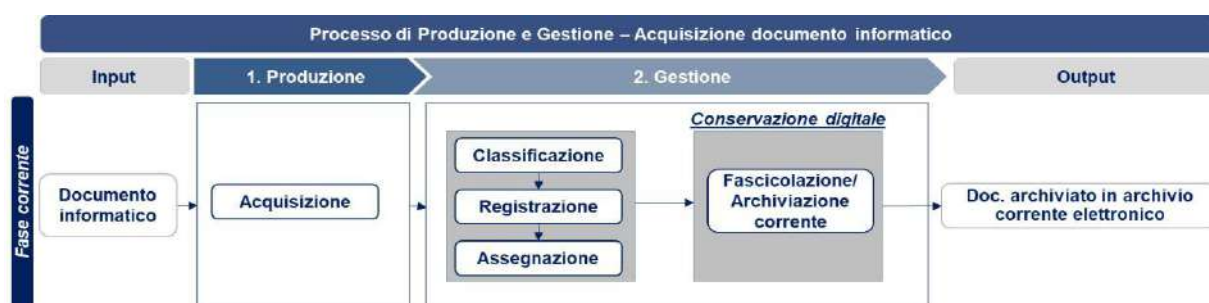 Processo di Produzione e Gestione – Acquisizione documento informatico
Input
1. Produzione
2. Gestione
Output
Fase corrente
Documento
informatico
Acquisizione
Classificazione
Registrazione
Assegnazione
Conservazione digitale
Fascicolazione/
Archiviazione
corrente
Doc. archiviato in archivio
corrente elettronico